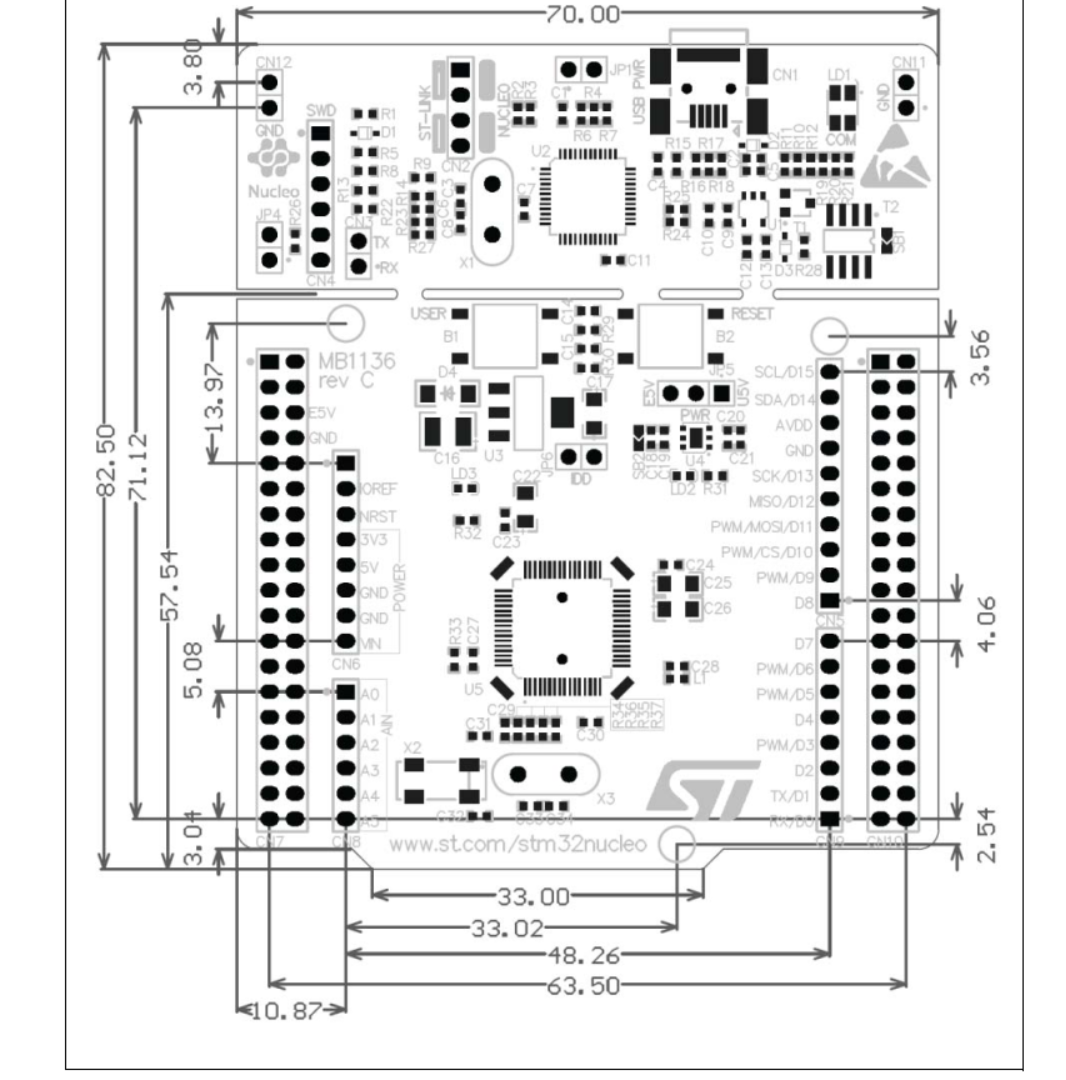 70.00
3.80
CN12
GND
SWD
R1
D1
R5
R8
R13
R22
Nucleo
JP4
R26
CN4
CN3
TX
RX
ST-LINK
NUCLEO
CN2
R9
R14
R23
R27
C3
C6
C8
X1
C7
R2
R3
C1
R4
JP1
R6
R7
U2
C11
USB PWR
CN1
R15
R17
C4
R16
R18
C2
D2
C5
R11
R10
R12
LD1
COM
CN11
GND
R19
R20
R21
R25
R24
C10
C9
U1
T1
T2
SB1
C12
C13
D3
R28
USER
B1
C14
R29
C15
R30
RESET
B2
MB1136
rev C
D4
C16
U3
C17
JP6
IDD
E5V
JP5
U5V
PWR
SB2
C18
C19
U4
C20
C21
LD3
R32
C22
C23
LD2
R31
E5V
GND
IOREF
NRST
3V3
5V
GND
GND
VIN
POWER
CN6
A0
A1
A2
A3
A4
A5
AIN
CN7
CN8
SCL/D15
SDA/D14
AVDD
GND
SCK/D13
MISO/D12
PWM/MOSI/D11
PWM/CS/D10
PWM/D9
D8
CN5
D7
PWM/D6
PWM/D5
D4
PWM/D3
D2
TX/D1
RX/D0
CN9
CN10
C24
C25
C26
C28
L1
R33
C27
U5
C29
C31
C30
R34
R36
R35
R37
X2
X3
C32
C33
C34
www.st.com/stm32nucleo
ST
82.50
71.12
57.54
13.97
5.08
3.04
3.56
4.06
2.54
33.00
33.02
48.26
63.50
10.87